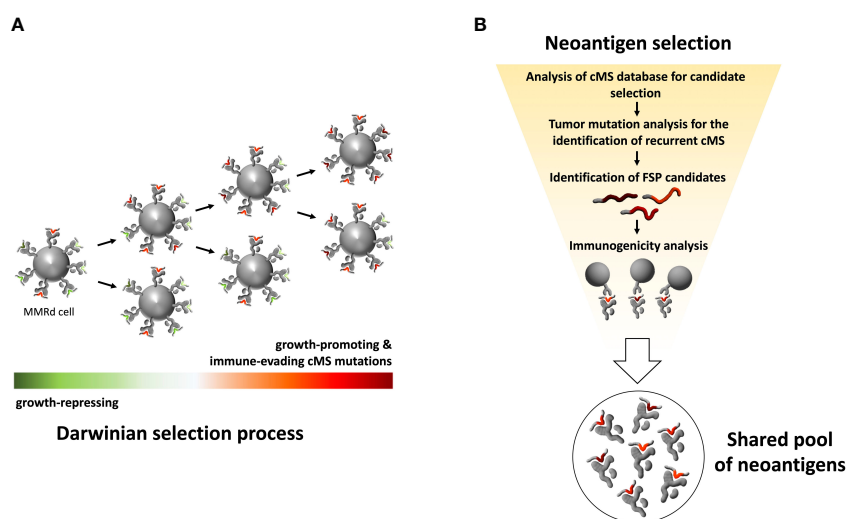 A
MMRd cell
growth-promoting &
immune-evading cMS mutations
growth-repressing
Darwinian selection process
B
Neoantigen selection
Analysis of cMS database for candidate
selection
Tumor mutation analysis for the
identification of recurrent cMS
Identification of FSP candidates
Immunogenicity analysis
Shared pool
of neoantigens